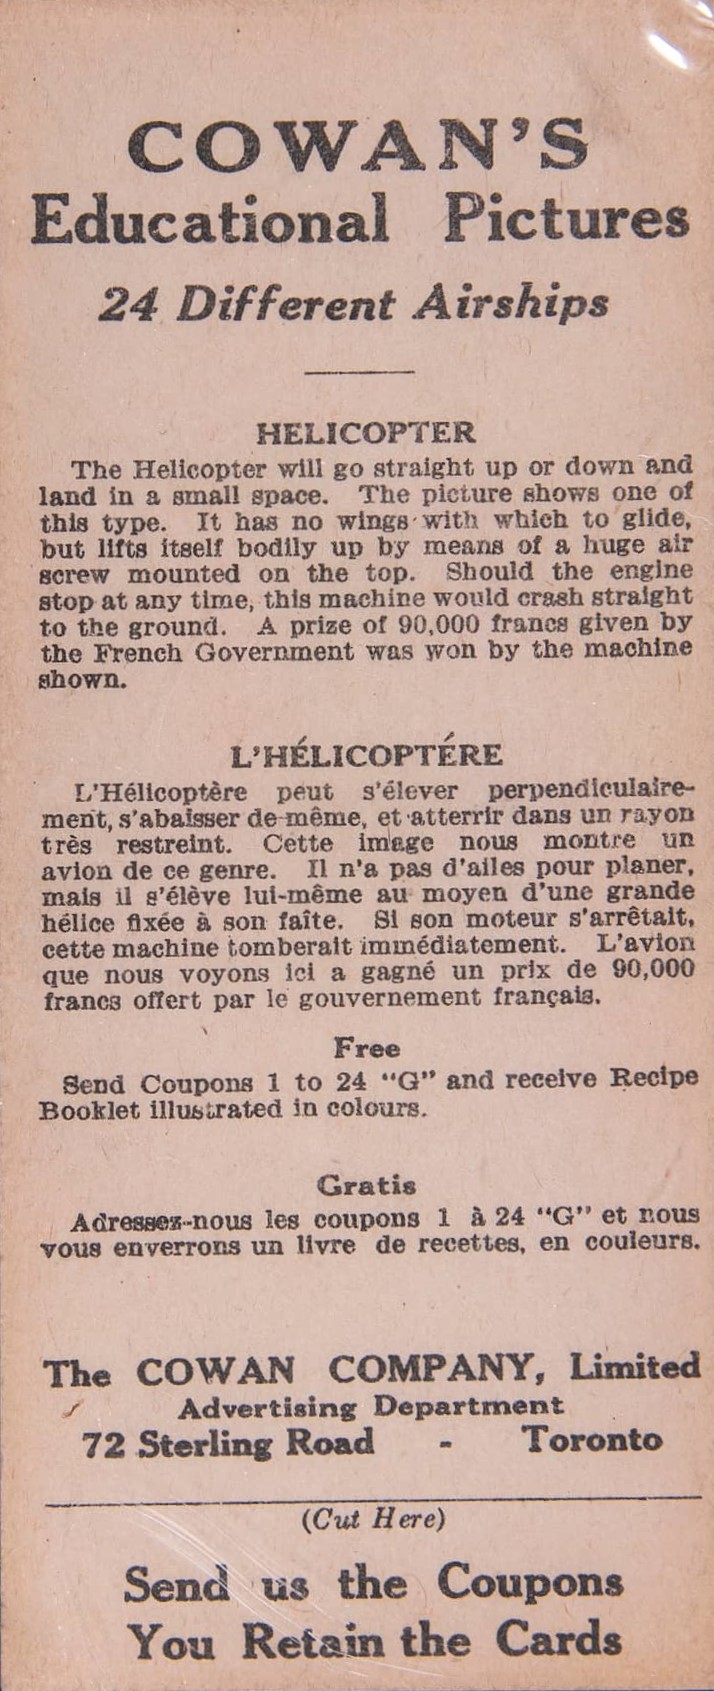 COWAN'S
Educational Pictures
24 Different Airships
HELICOPTER
The Helicopter will go straight up or down and
land in a small space. The picture shows one of
this type. It has no wings with which to glide,
but lifts itself bodily up by means of a huge air
screw mounted on the top. Should the engine
stop at any time, this machine would crash straight
to the ground. A prize of 90,000 francs given by
the French Government was won by the machine
shown.
L'HÉLICOPTÉRE
L'Hélicoptère peut s'élever perpendiculaire-
ment, s'abaisser de même, et atterrir dans un rayon
très restreint. Cette image nous montre un
avion de ce genre. Il n'a pas d'ailes pour planer,
mais il s'élève lui-même au moyen d'une grande
hélice fixée à son faîte. Si son moteur s'arrêtait,
cette machine tomberait immédiatement. L'avion
que nous voyons ici a gagné un prix de 90,000
francs offert par le gouvernement français.
Free
Send Coupons 1 to 24 "G" and receive Recipe
Booklet illustrated in colours.
Gratis
Adressez-nous les coupons 1 à 24 "G" et nous
vous enverrons un livre de recettes, en couleurs.
The COWAN COMPANY, Limited
Advertising Department
72 Sterling Road - Toronto
(Cut Here)
Send us the Coupons
You Retain the Cards